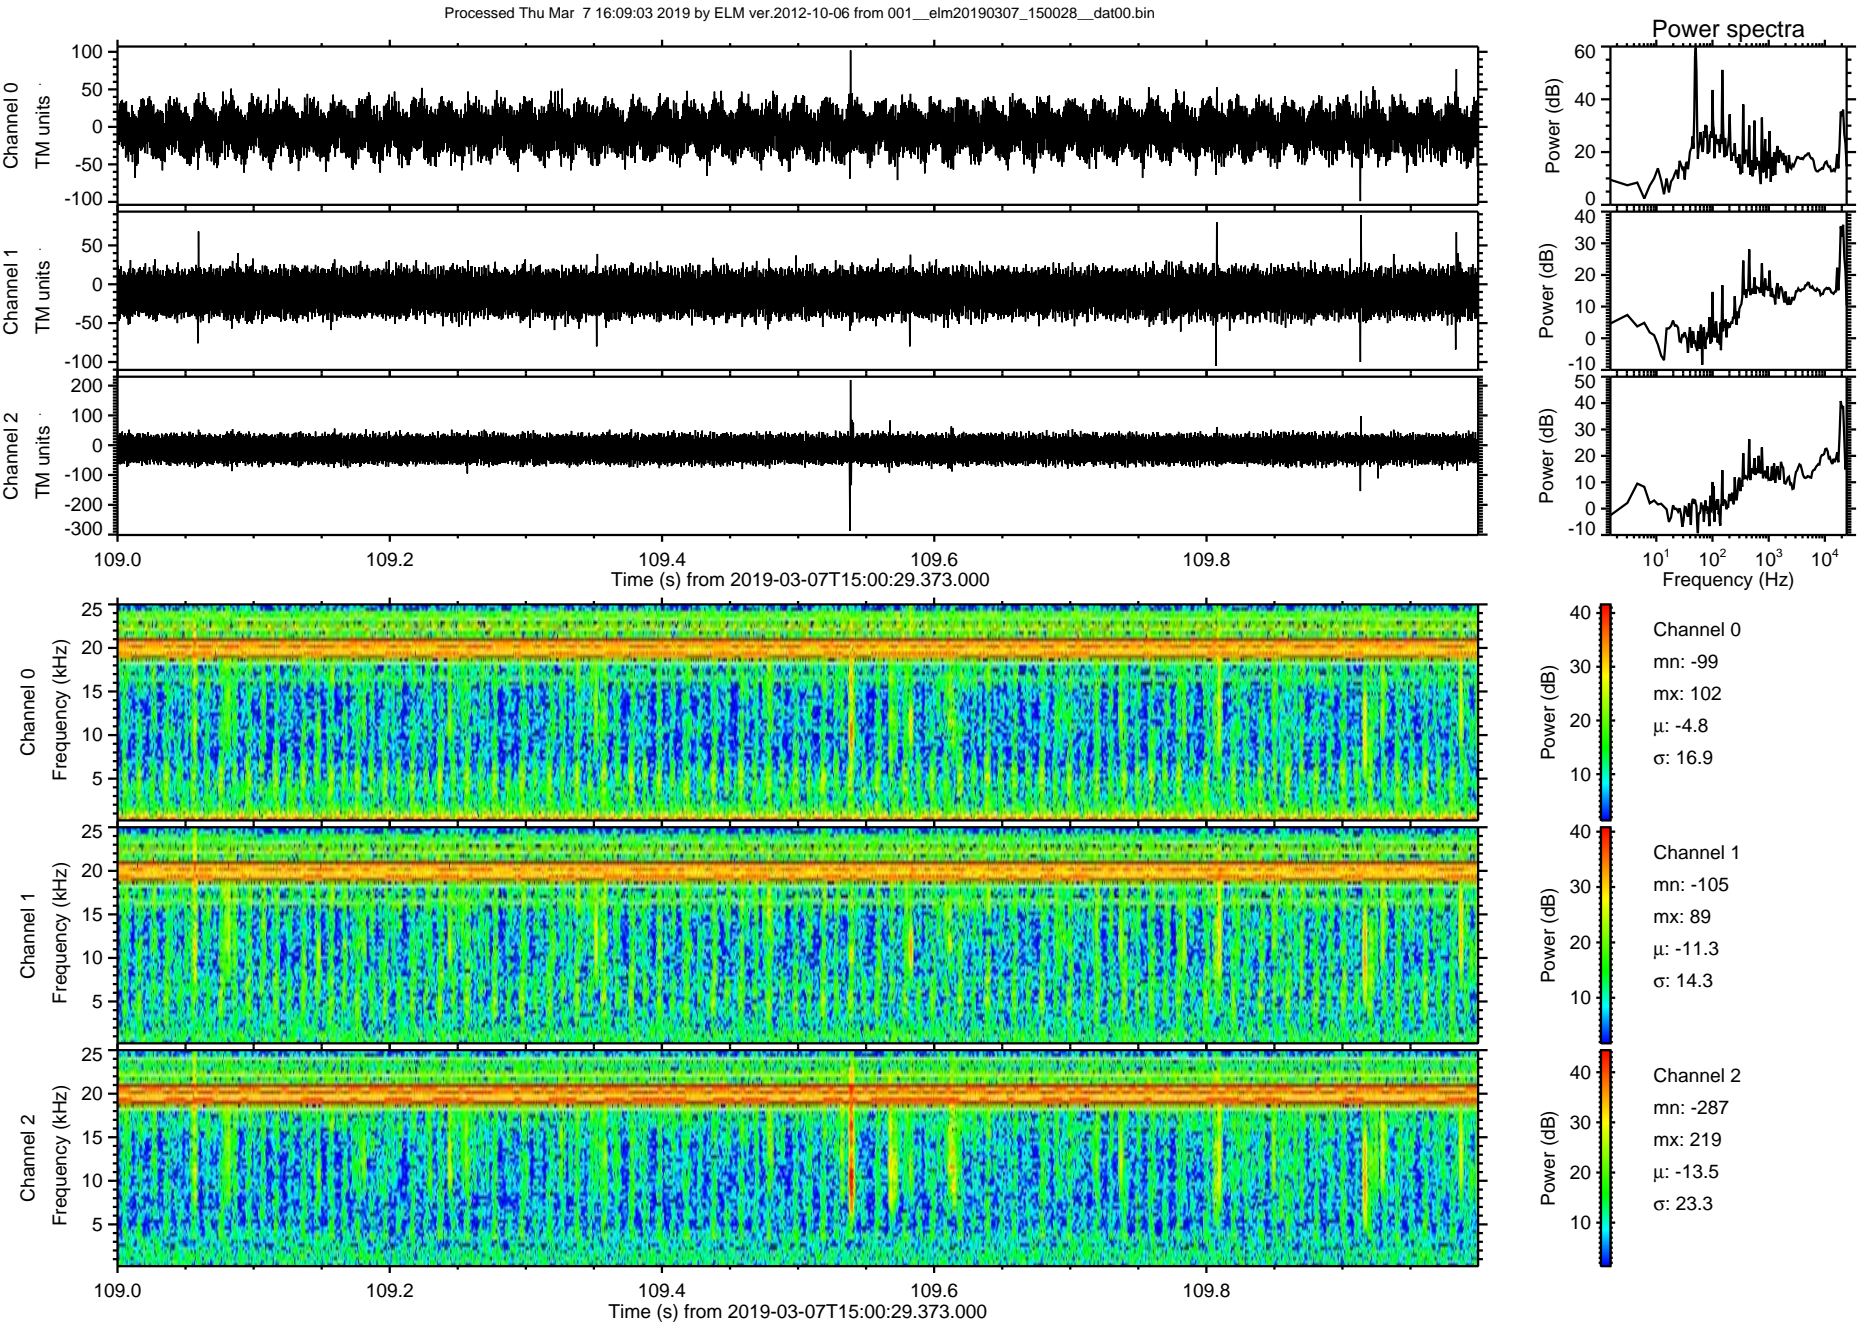 Processed Thu Mar  7 16:09:03 2019 by ELM ver.2012-10-06 from 001__elm20190307_150028__dat00.bin
Power spectra
Channel 0
TM units
100
50
0
-50
-100
Power (dB)
60
40
20
0
Channel 1
TM units
50
0
-50
-100
Power (dB)
40
30
20
10
0
-10
Channel 2
TM units
200
100
0
-100
-200
-300
Power (dB)
50
40
30
20
10
0
-10
109.0 109.2 109.4 109.6 109.8
Time (s) from 2019-03-07T15:00:29.373.000
10¹ 10² 10³ 10⁴
Frequency (Hz)
Channel 0
Frequency (kHz)
25
20
15
10
5
Power (dB)
40
30
20
10
Channel 0
mn: -99
mx: 102
μ: -4.8
σ: 16.9
Channel 1
Frequency (kHz)
25
20
15
10
5
Power (dB)
40
30
20
10
Channel 1
mn: -105
mx: 89
μ: -11.3
σ: 14.3
Channel 2
Frequency (kHz)
25
20
15
10
5
Power (dB)
40
30
20
10
Channel 2
mn: -287
mx: 219
μ: -13.5
σ: 23.3
109.0 109.2 109.4 109.6 109.8
Time (s) from 2019-03-07T15:00:29.373.000